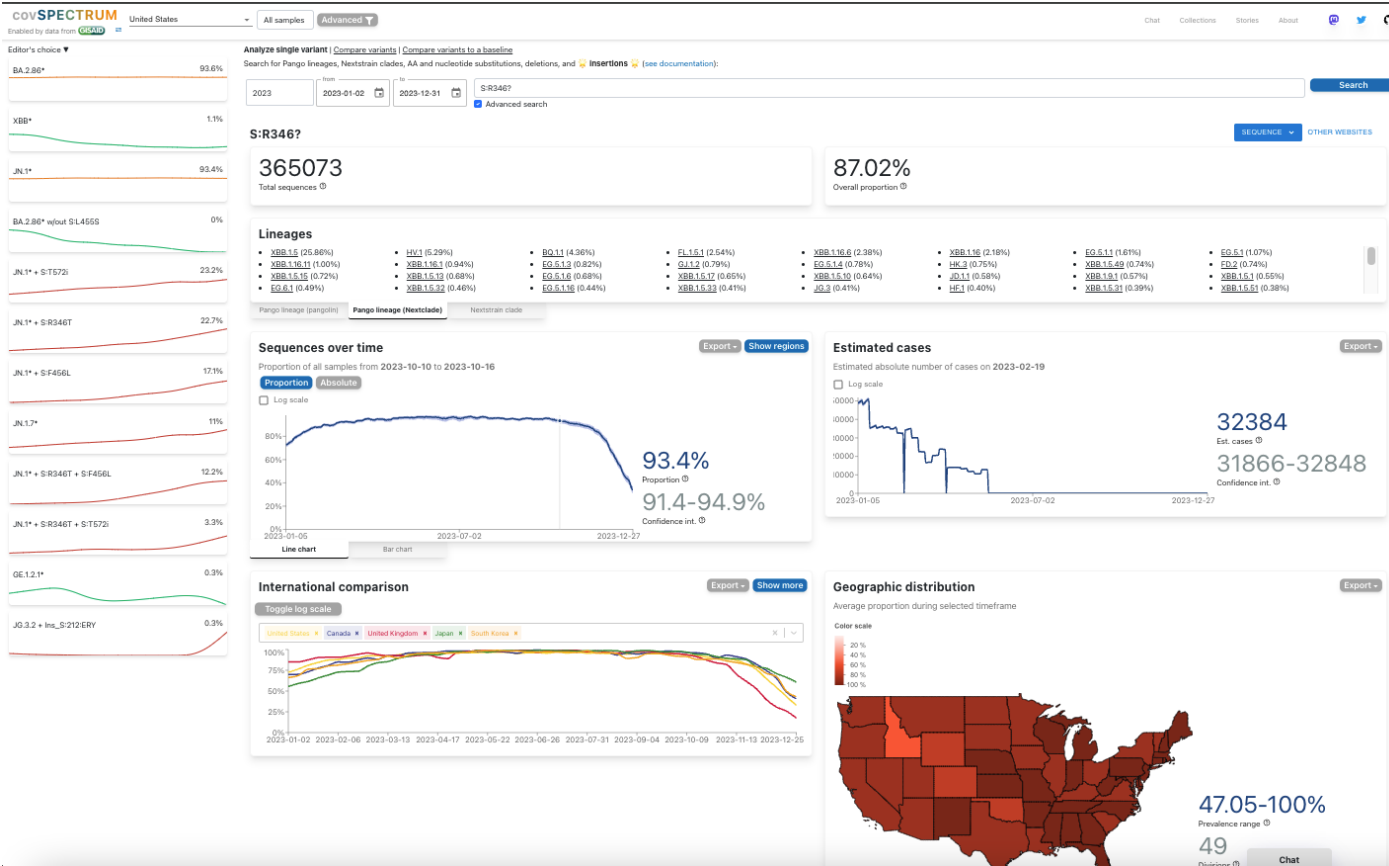 covSPECTRUM
Enabled by data from GISAID
United States
All samples
Advanced
Chat
Collections
Stories
About
Editor's choice ▼
BA.2.86* 93.6%
XBB* 1.1%
JN.1* 93.4%
BA.2.86* w/out S:L455S 0%
JN.1* + S:T572i 23.2%
JN.1* + S:R346T 22.7%
JN.1* + S:F456L 17.1%
JN.1.7* 11%
JN.1* + S:R346T + S:F456L 12.2%
JN.1* + S:R346T + S:T572i 3.3%
GE.1.2.1* 0.3%
JG.3.2 + Ins_S:212:ERY 0.3%
Analyze single variant | Compare variants | Compare variants to a baseline
Search for Pango lineages, Nextstrain clades, AA and nucleotide substitutions, deletions, and insertions (see documentation):
2023
from
2023-01-02
to
2023-12-31
S:R346?
Search
Advanced search
S:R346?
SEQUENCE
OTHER WEBSITES
365073
Total sequences
87.02%
Overall proportion
Lineages
XBB.1.5 (25.86%) HV.1 (5.29%) BQ.1.1 (4.36%) FL.1.5.1 (2.54%) XBB.1.16.6 (2.38%) XBB.1.16 (2.18%) EG.5.1.1 (1.61%) EG.5.1 (1.07%)
XBB.1.16.11 (1.00%) XBB.1.16.1 (0.94%) EG.5.1.3 (0.82%) GJ.1.2 (0.79%) EG.5.1.4 (0.78%) HK.3 (0.75%) XBB.1.5.49 (0.74%) FD.2 (0.74%)
XBB.1.5.15 (0.72%) XBB.1.5.13 (0.68%) EG.5.1.6 (0.68%) XBB.1.5.17 (0.65%) XBB.1.5.10 (0.64%) JD.1.1 (0.58%) XBB.1.9.1 (0.57%) XBB.1.5.1 (0.55%)
EG.6.1 (0.49%) XBB.1.5.32 (0.46%) EG.5.1.16 (0.44%) XBB.1.5.33 (0.41%) JG.3 (0.41%) HF.1 (0.40%) XBB.1.5.31 (0.39%) XBB.1.5.51 (0.38%)
Pango lineage (pangolin)
Pango lineage (Nextclade)
Nextstrain clade
Sequences over time
Export
Show regions
Proportion of all samples from 2023-10-10 to 2023-10-16
Proportion
Absolute
Log scale
80%
60%
40%
20%
0%
2023-01-05 2023-07-02 2023-12-27
93.4%
Proportion
91.4-94.9%
Confidence int.
Line chart
Bar chart
Estimated cases
Export
Estimated absolute number of cases on 2023-02-19
Log scale
0
2023-01-05 2023-07-02 2023-12-27
32384
Est. cases
31866-32848
Confidence int.
International comparison
Export
Show more
Toggle log scale
United States × Canada × United Kingdom × Japan × South Korea ×
100%
75%
50%
25%
0%
2023-01-02 2023-02-06 2023-03-13 2023-04-17 2023-05-22 2023-06-26 2023-07-31 2023-09-04 2023-10-09 2023-11-13 2023-12-25
Geographic distribution
Export
Average proportion during selected timeframe
Color scale
20 %
40 %
60 %
80 %
100 %
47.05-100%
Prevalence range
49
Divisions
Chat